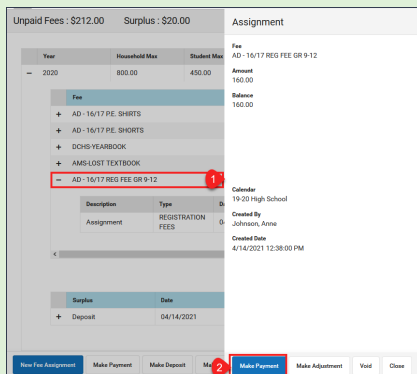 Unpaid Fees : $212.00 Surplus : $20.00
Year Household Max Student Max
2020 800.00 450.00
Fee
+ AD - 16/17 P.E. SHIRTS
+ AD - 16/17 P.E. SHORTS
+ DCHS-YEARBOOK
+ AMS-LOST TEXTBOOK
− AD - 16/17 REG FEE GR 9-12 1
Description Type
Assignment REGISTRATION FEES
Surplus Date
+ Deposit 04/14/2021
New Fee Assignment Make Payment Make Deposit
Assignment
Fee
AD - 16/17 REG FEE GR 9-12
Amount
160.00
Balance
160.00
Calendar
19-20 High School
Created By
Johnson, Anne
Created Date
4/14/2021 12:38:00 PM
2 Make Payment Make Adjustment Void Close